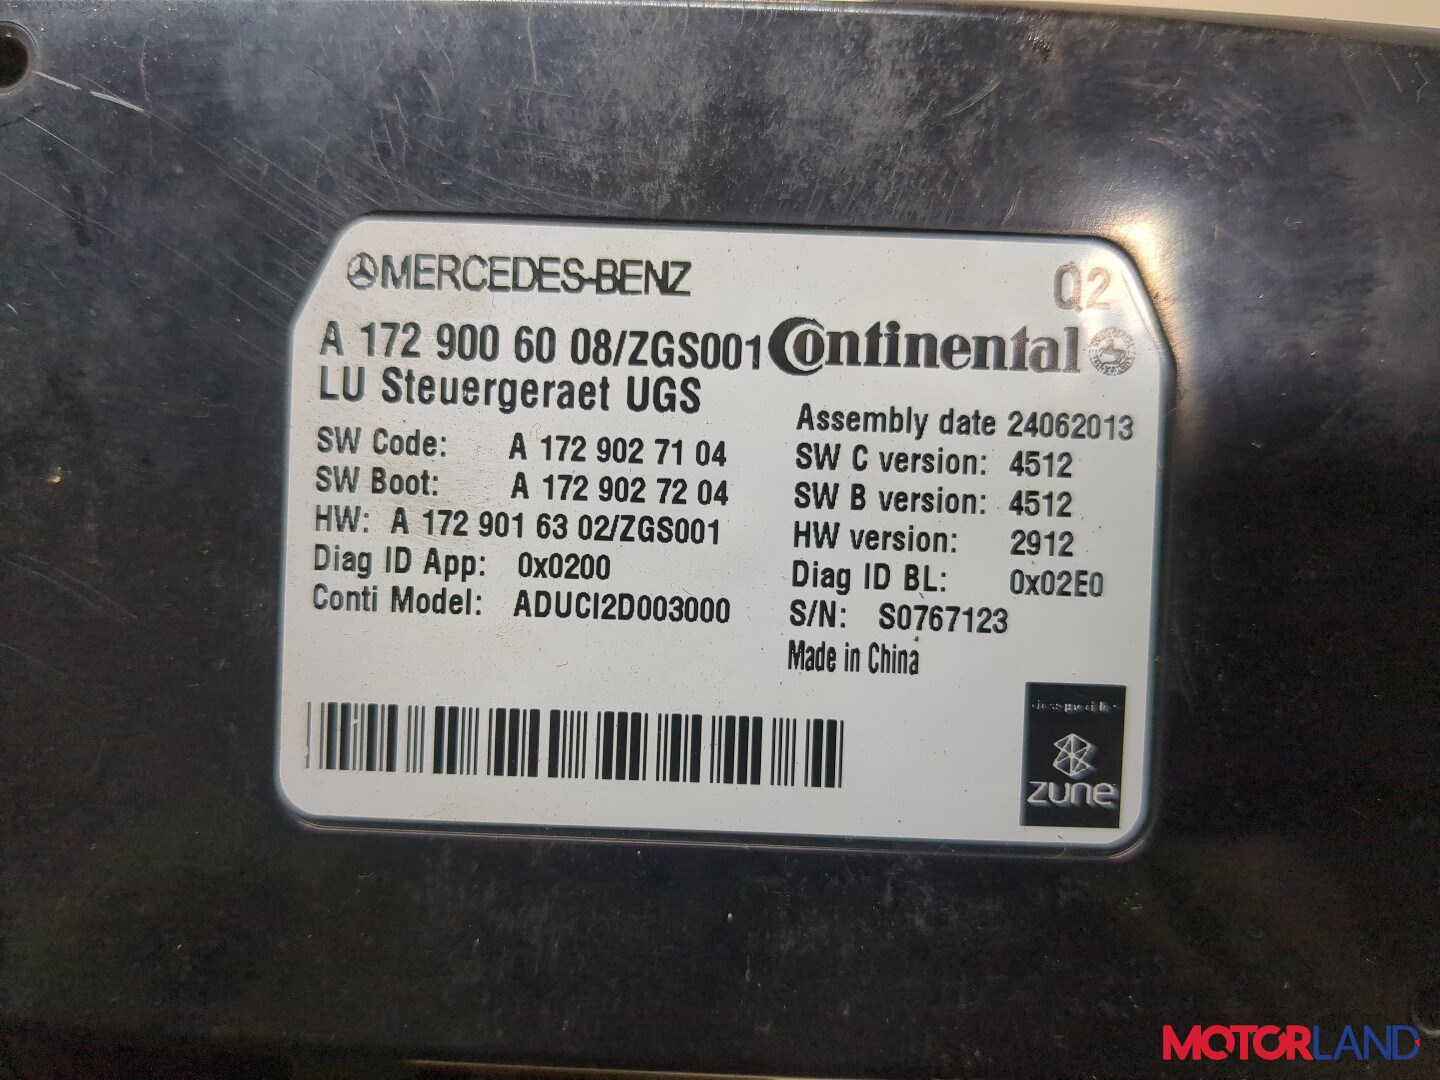 MERCEDES-BENZ
Q2
A 172 900 60 08/ZGS001 Continental
LU Steuergeraet UGS
Assembly date 24062013
SW Code: A 172 902 71 04
SW C version: 4512
SW Boot: A 172 902 72 04
SW B version: 4512
HW: A 172 901 63 02/ZGS001
HW version: 2912
Diag ID App: 0x0200
Diag ID BL: 0x02E0
Conti Model: ADUCI2D003000
S/N: S0767123
Made in China
zune
MOTORLAND